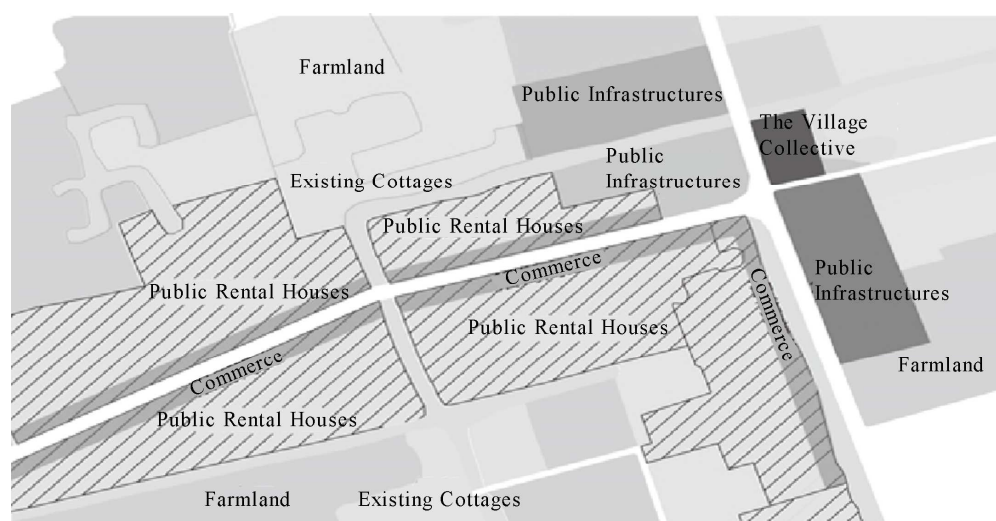 Farmland
Public Infrastructures
The Village
Collective
Public
Infrastructures
Existing Cottages
Public Rental Houses
Commerce
Public Rental Houses
Public
Infrastructures
Commerce
Public Rental Houses
Commerce
Farmland
Public Rental Houses
Farmland
Existing Cottages